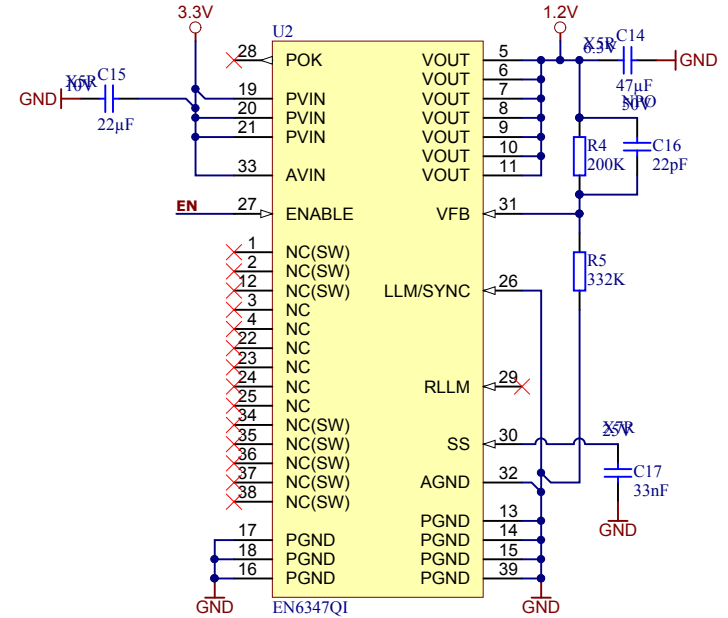 3.3V
1.2V
U2
C14
X5R
6.3V
47µF
GND
C15
X5R
10V
22µF
GND
28 POK
19 PVIN
20 PVIN
21 PVIN
33 AVIN
EN
27 ENABLE
1 NC(SW)
2 NC(SW)
12 NC(SW)
3 NC
4 NC
22 NC
23 NC
24 NC
25 NC
34 NC(SW)
35 NC(SW)
36 NC(SW)
37 NC(SW)
38 NC(SW)
17 PGND
18 PGND
16 PGND
GND
VOUT 5
VOUT 6
VOUT 7
VOUT 8
VOUT 9
VOUT 10
VOUT 11
VFB 31
LLM/SYNC 26
RLLM 29
SS 30
AGND 32
PGND 13
PGND 14
PGND 15
PGND 39
GND
NPO
50V
R4
200K
C16
22pF
R5
332K
X7R
25V
C17
33nF
GND
EN6347QI